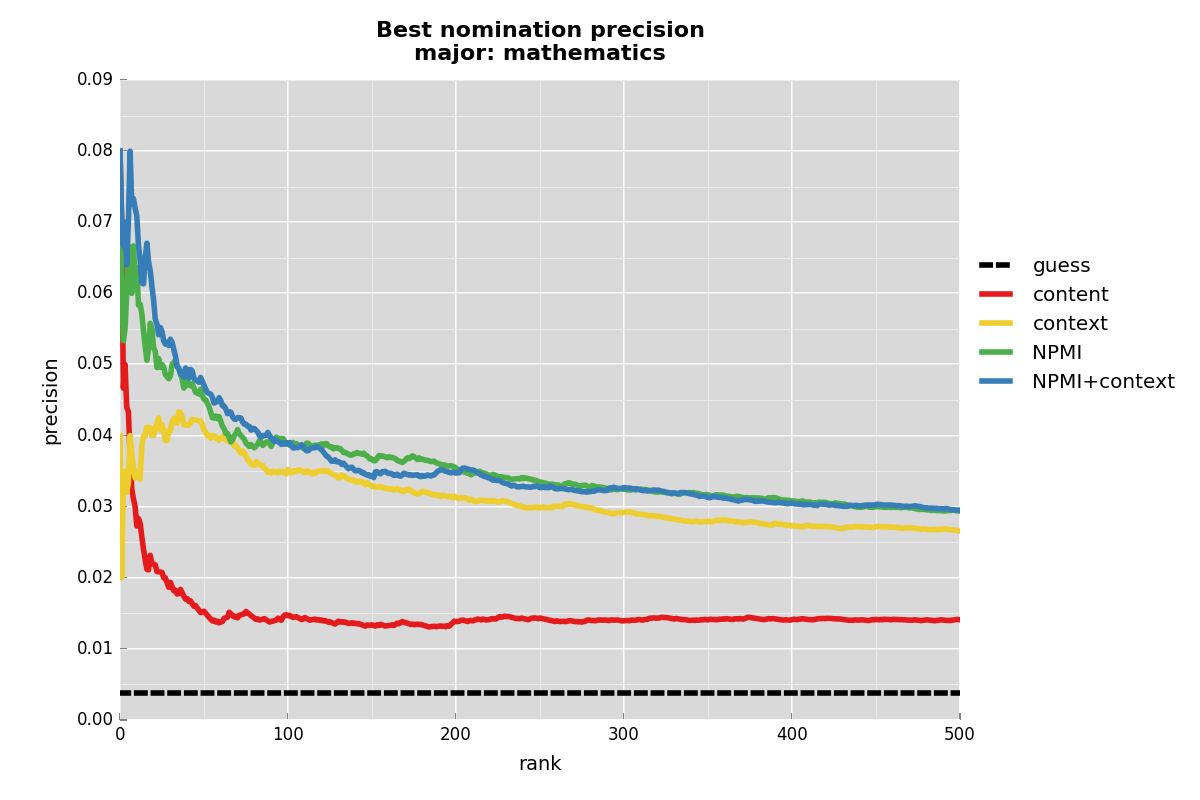 Best nomination precision
major: mathematics
precision
0.09
0.08
0.07
0.06
0.05
0.04
0.03
0.02
0.01
0.00
0 100 200 300 400 500
rank
guess
content
context
NPMI
NPMI+context